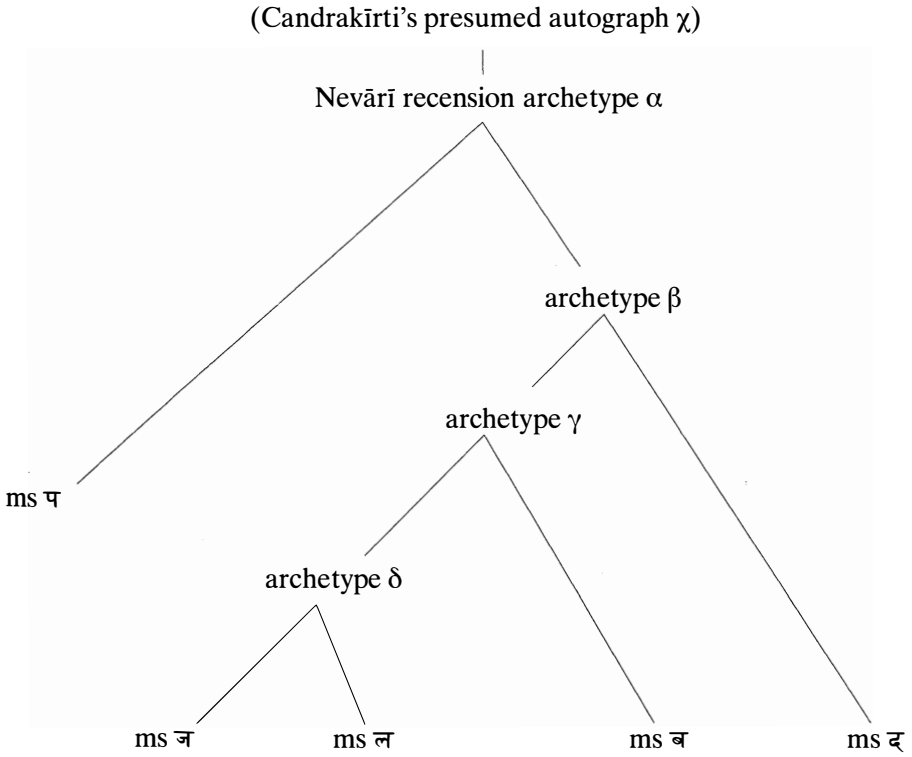 (Candrakīrti’s presumed autograph χ)
Nevārī recension archetype α
archetype β
archetype γ
ms प
archetype δ
ms ज
ms ल
ms ब
ms द